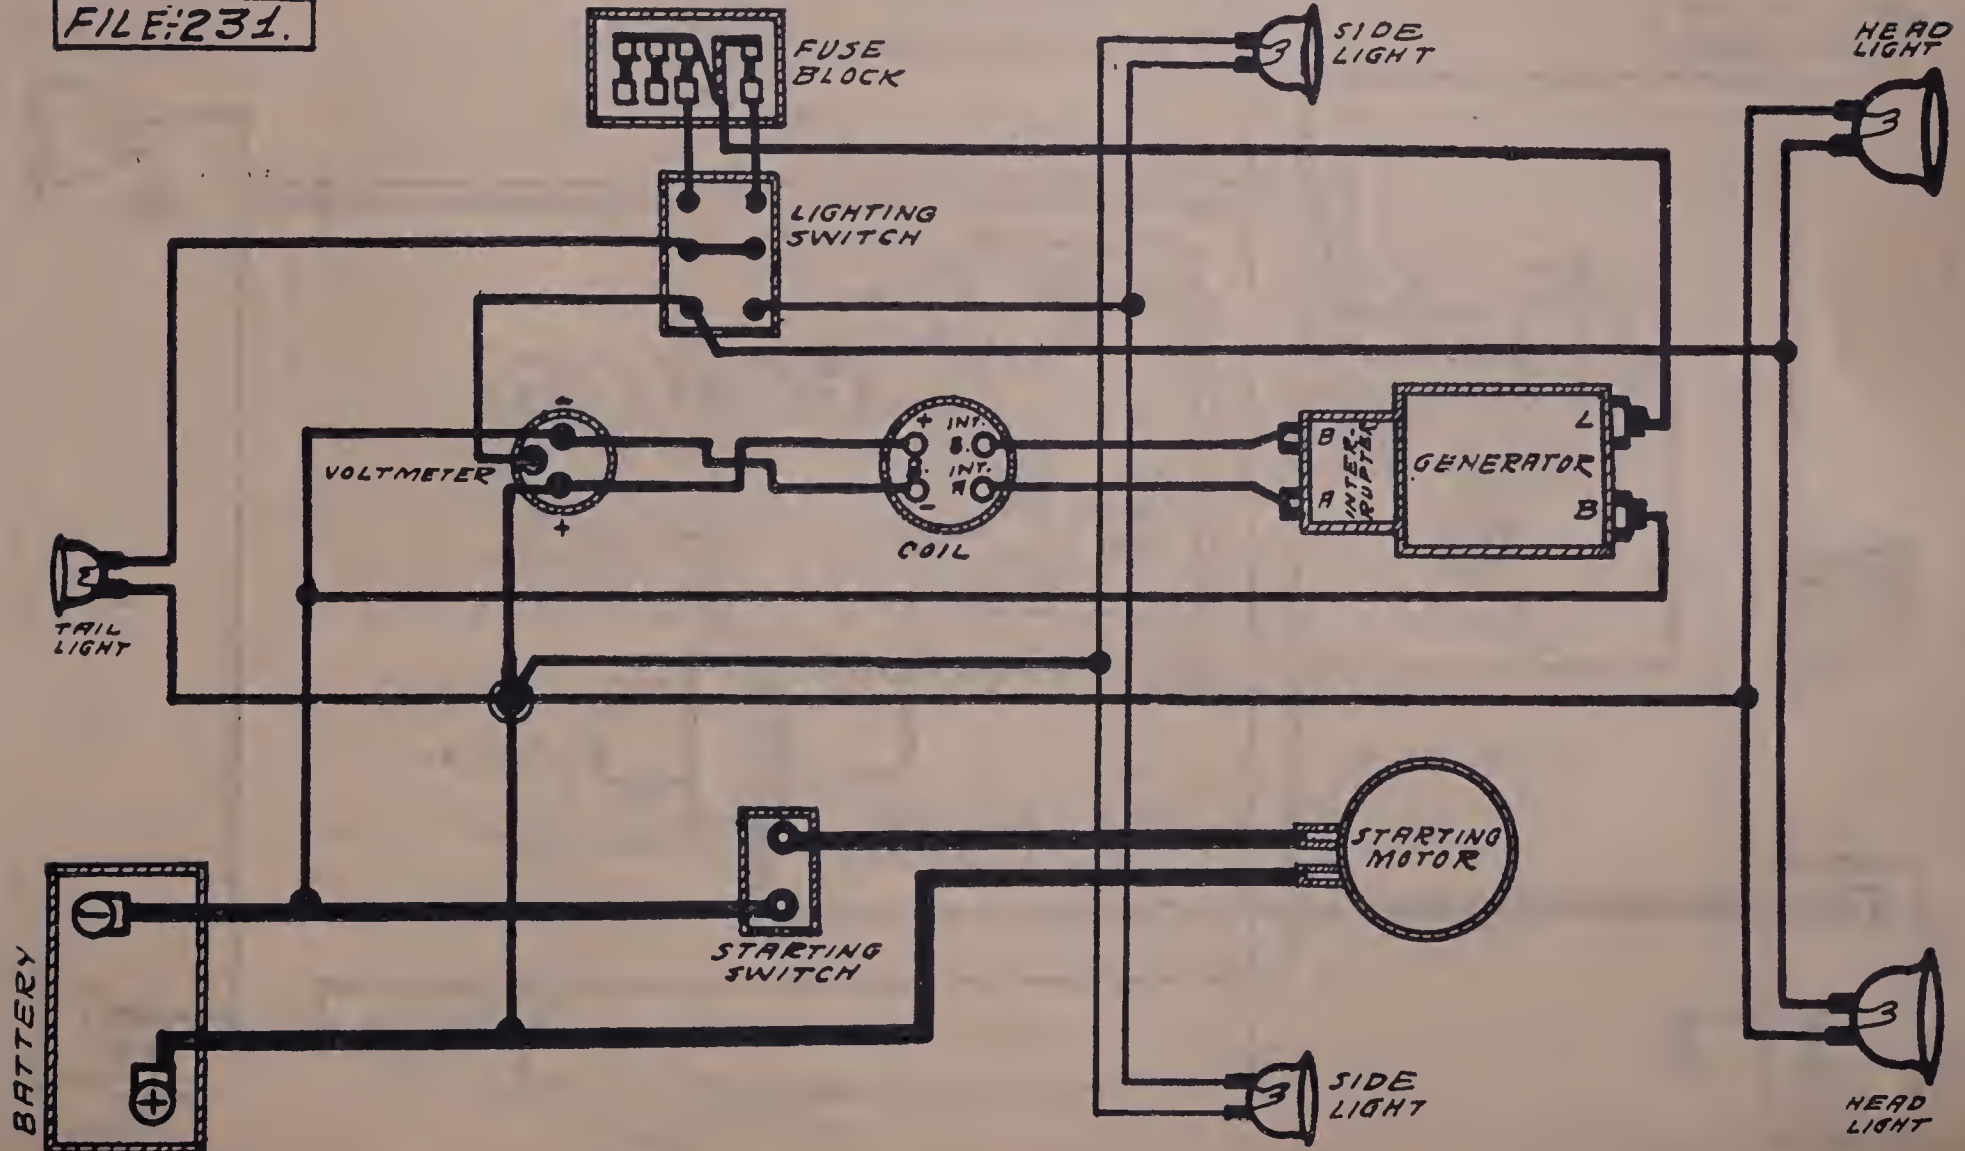 FILE:231.
FUSE
BLOCK
SIDE
LIGHT
HEAD
LIGHT
LIGHTING
SWITCH
-
VOLTMETER
+
+ INT.
B.
B.
INT.
- A
COIL
B
A
INTER-
RUPTER
GENERATOR
L
B
TAIL
LIGHT
STARTING
MOTOR
STARTING
SWITCH
BATTERY
-
+
SIDE
LIGHT
HEAD
LIGHT